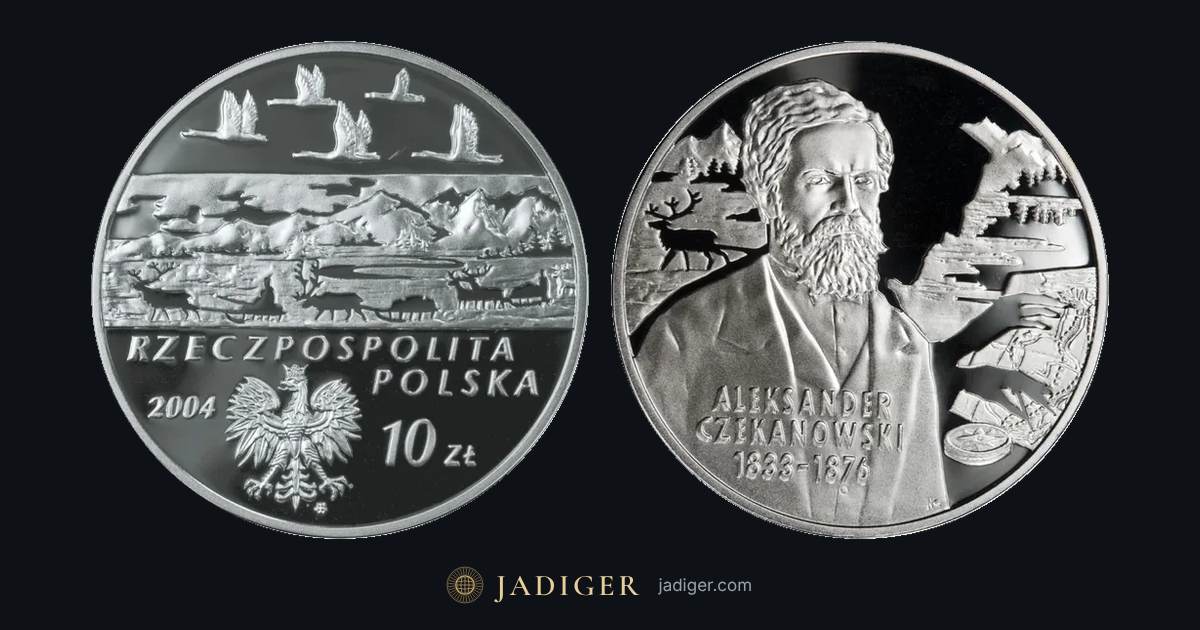 RZECZPOSPOLITA
POLSKA
2004
10 ZŁ
ALEKSANDER
CZEKANOWSKI
1833-1876
JADIGER jadiger.com